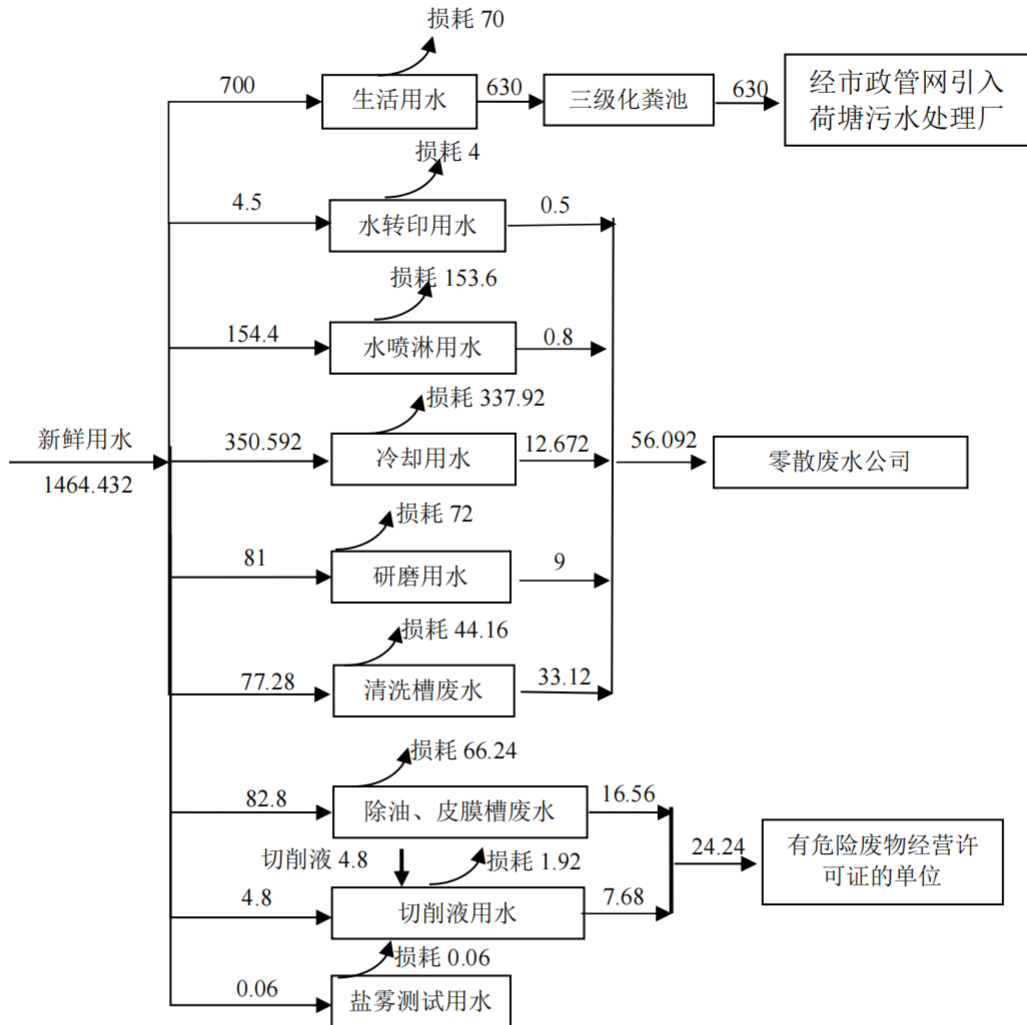 损耗 70
700
生活用水
630
三级化粪池
630
经市政管网引入
荷塘污水处理厂
损耗 4
4.5
水转印用水
0.5
损耗 153.6
154.4
水喷淋用水
0.8
损耗 337.92
新鲜用水
1464.432
350.592
冷却用水
12.672
56.092
零散废水公司
损耗 72
81
研磨用水
9
损耗 44.16
77.28
清洗槽废水
33.12
损耗 66.24
82.8
除油、皮膜槽废水
16.56
切削液 4.8
损耗 1.92
24.24
有危险废物经营许
可证的单位
4.8
切削液用水
7.68
损耗 0.06
0.06
盐雾测试用水